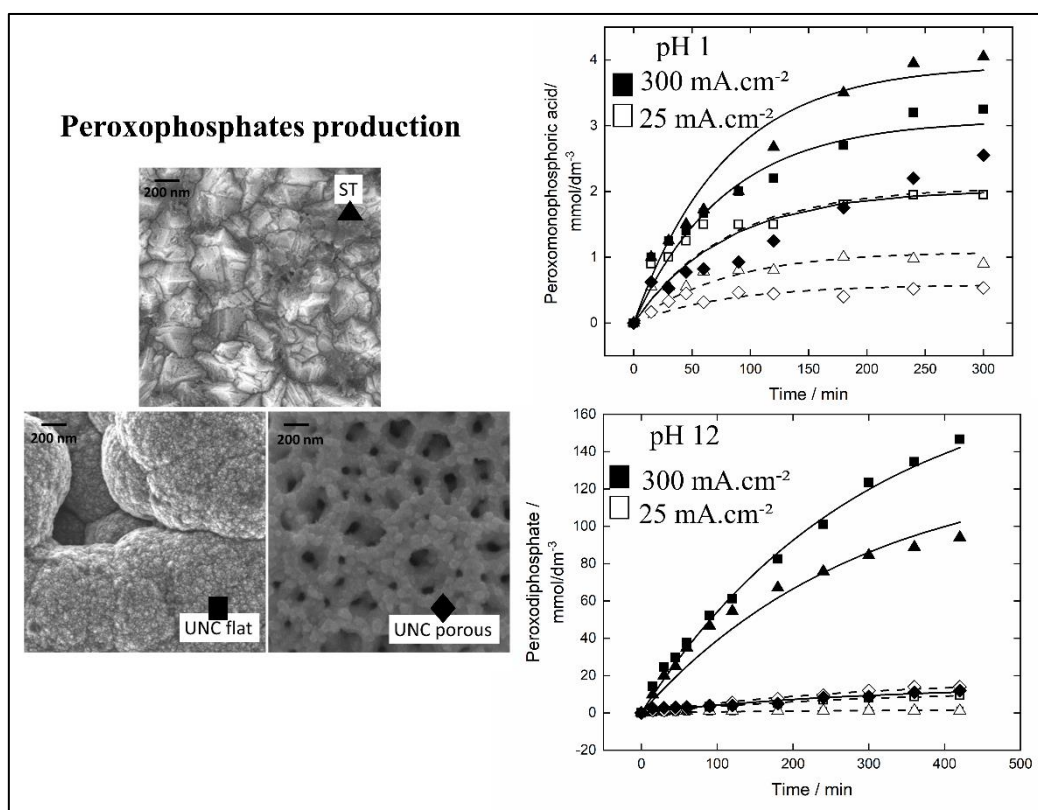 Peroxophosphates production
200 nm
ST
200 nm
UNC flat
200 nm
UNC porous
pH 1
300 mA.cm⁻²
25 mA.cm⁻²
Peroxomonophosphoric acid/
mmol/dm⁻³
4
3
2
1
0
0 50 100 150 200 250 300
Time / min
pH 12
300 mA.cm⁻²
25 mA.cm⁻²
Peroxodiphosphate /
mmol/dm⁻³
160
140
120
100
80
60
40
20
0
-20
0 100 200 300 400 500
Time / min